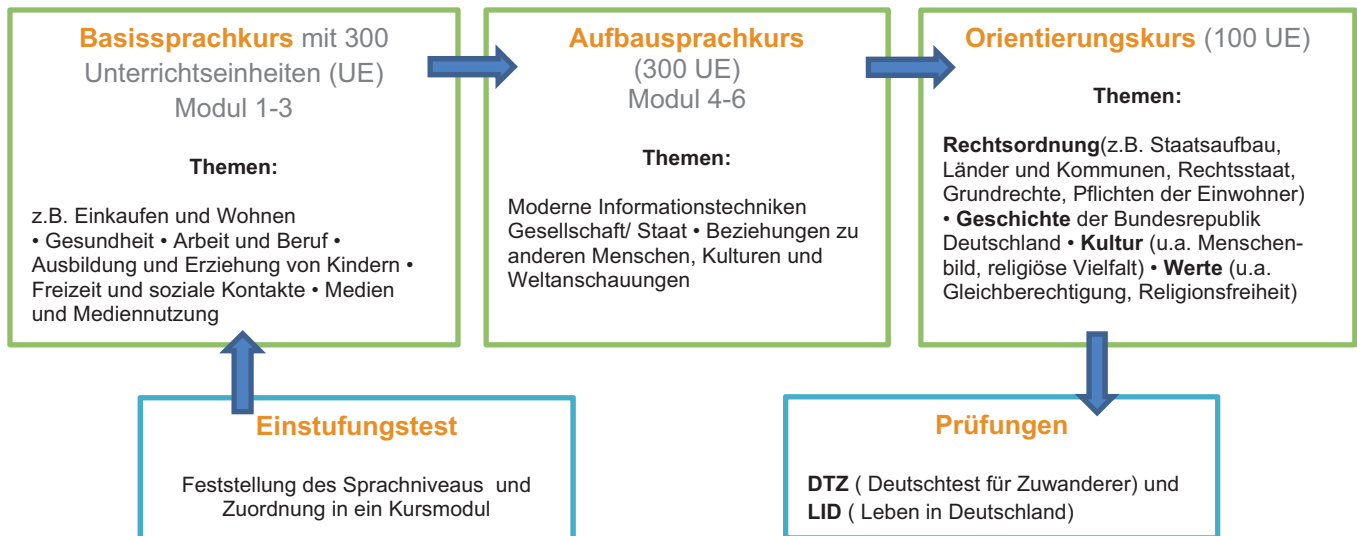 Basissprachkurs mit 300
Unterrichtseinheiten (UE)
Modul 1-3
Themen:
z.B. Einkaufen und Wohnen
• Gesundheit • Arbeit und Beruf •
Ausbildung und Erziehung von Kindern •
Freizeit und soziale Kontakte • Medien
und Mediennutzung
Aufbausprachkurs
(300 UE)
Modul 4-6
Themen:
Moderne Informationstechniken
Gesellschaft/ Staat • Beziehungen zu
anderen Menschen, Kulturen und
Weltanschauungen
Orientierungskurs (100 UE)
Themen:
Rechtsordnung(z.B. Staatsaufbau,
Länder und Kommunen, Rechtsstaat,
Grundrechte, Pflichten der Einwohner)
• Geschichte der Bundesrepublik
Deutschland • Kultur (u.a. Menschen-
bild, religiöse Vielfalt) • Werte (u.a.
Gleichberechtigung, Religionsfreiheit)
Einstufungstest
Feststellung des Sprachniveaus und
Zuordnung in ein Kursmodul
Prüfungen
DTZ ( Deutschtest für Zuwanderer) und
LID ( Leben in Deutschland)